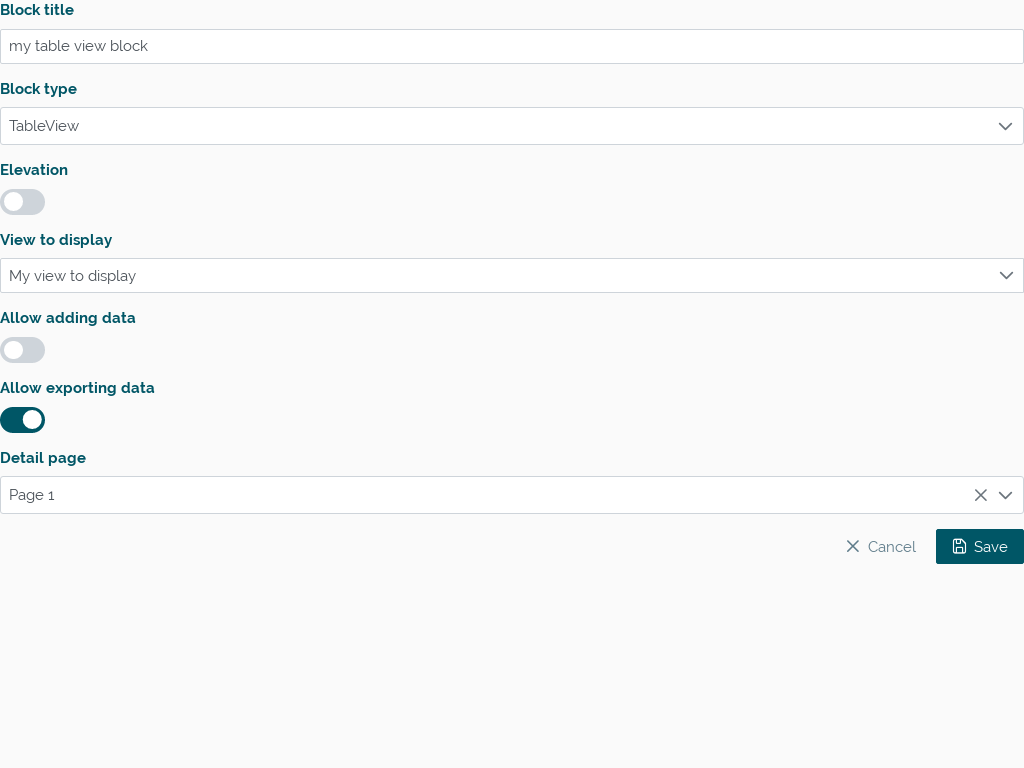 Block title
my table view block
Block type
TableView
Elevation
View to display
My view to display
Allow adding data
Allow exporting data
Detail page
Page 1
Cancel
Save